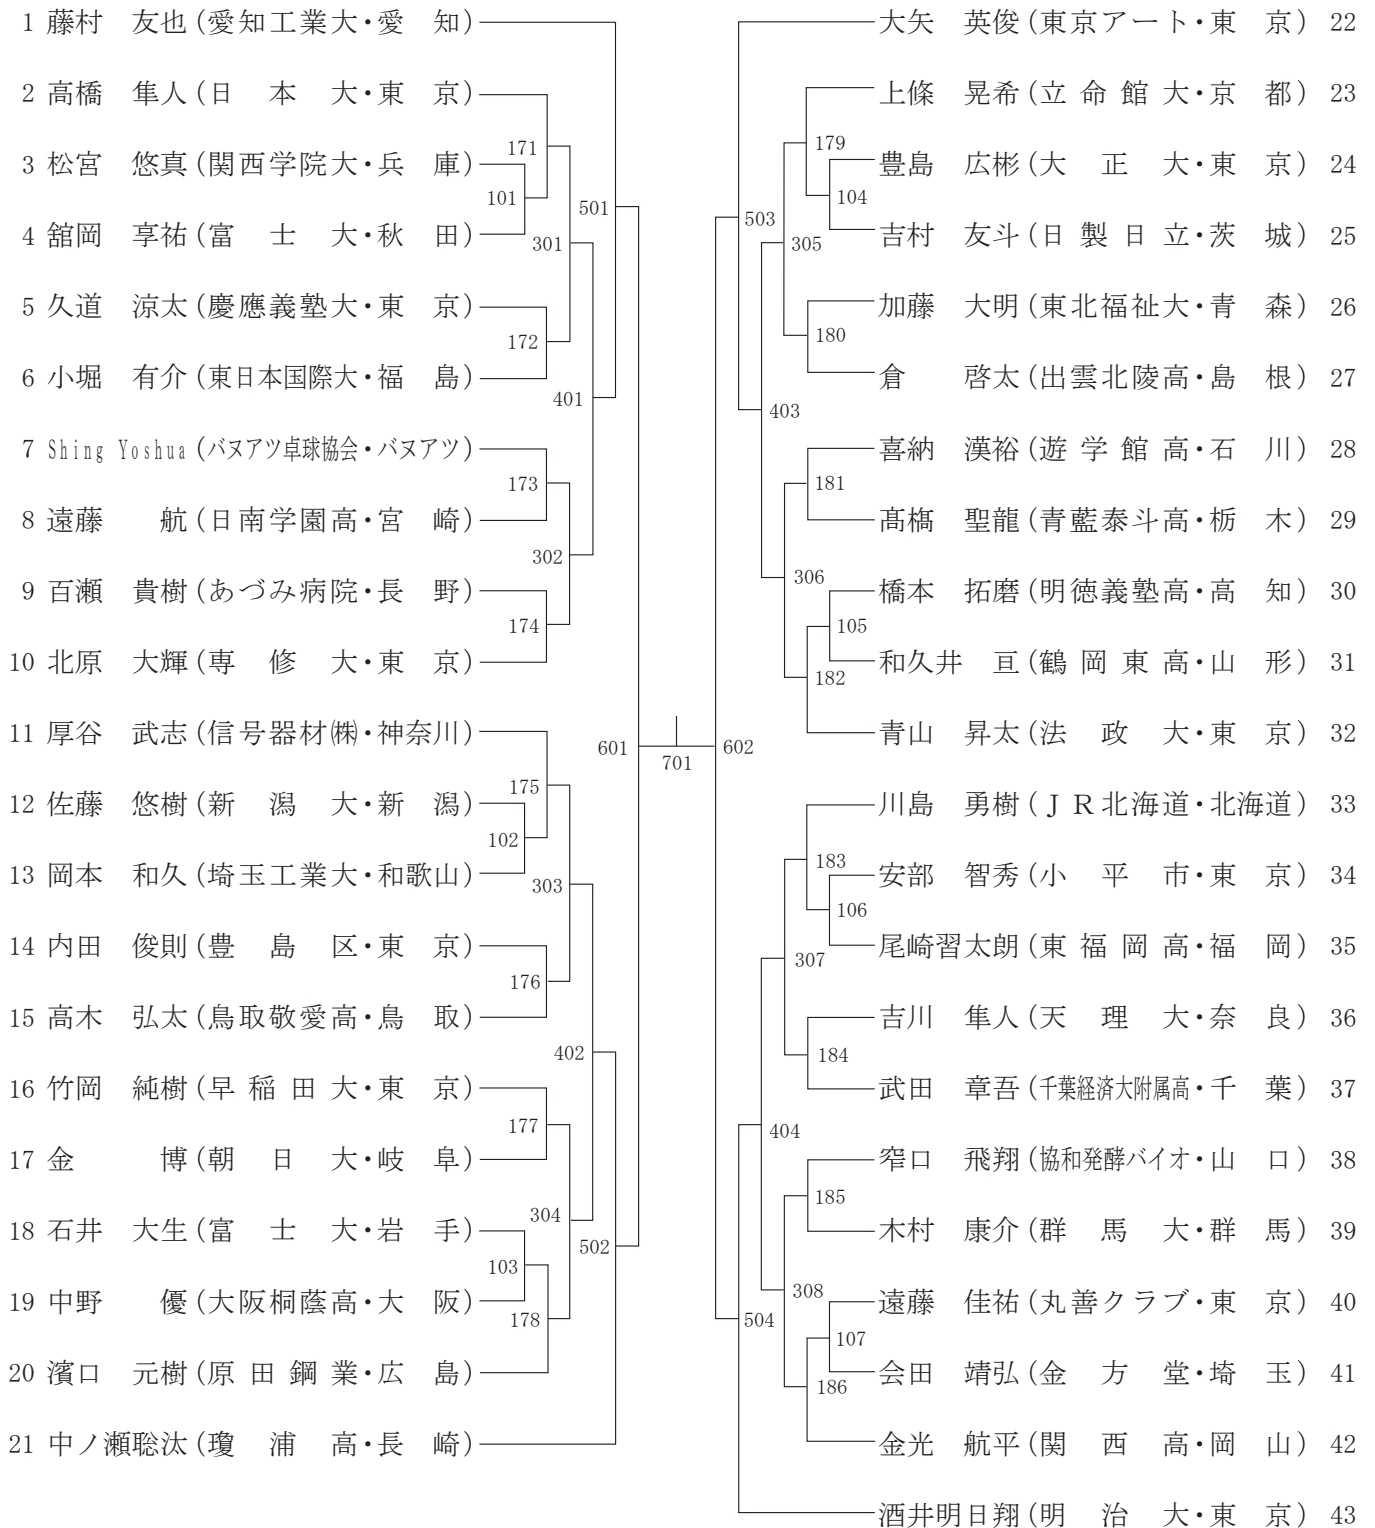 1 藤村 友也 (愛知工業大・愛 知)
2 高橋 隼人 (日 本 大・東 京)
171
3 松宮 悠真 (関西学院大・兵 庫)
101
501
4 舘岡 享祐 (富 士 大・秋 田)
301
5 久道 涼太 (慶應義塾大・東 京)
172
6 小堀 有介 (東日本国際大・福 島)
401
7 Shing Yoshua (バヌアツ卓球協会・バヌアツ)
173
8 遠藤 航 (日南学園高・宮 崎)
302
9 百瀬 貴樹 (あづみ病院・長 野)
174
10 北原 大輝 (専 修 大・東 京)
11 厚谷 武志 (信号器材㈱・神奈川)
601
701
175
12 佐藤 悠樹 (新 潟 大・新 潟)
102
13 岡本 和久 (埼玉工業大・和歌山)
303
14 内田 俊則 (豊 島 区・東 京)
176
15 高木 弘太 (鳥取敬愛高・鳥 取)
402
16 竹岡 純樹 (早 稲 田 大・東 京)
177
17 金 博 (朝 日 大・岐 阜)
304
18 石井 大生 (富 士 大・岩 手)
502
103
19 中野 優 (大阪桐蔭高・大 阪)
178
20 濱口 元樹 (原 田 鋼 業・広 島)
21 中ノ瀬聡汰 (瓊 浦 高・長 崎)
大矢 英俊 (東京アート・東 京) 22
上條 晃希 (立 命 館 大・京 都) 23
179
豊島 広彬 (大 正 大・東 京) 24
104
503
吉村 友斗 (日 製 日 立・茨 城) 25
305
加藤 大明 (東北福祉大・青 森) 26
180
倉 啓太 (出雲北陵高・島 根) 27
403
喜納 漢裕 (遊 学 館 高・石 川) 28
181
髙槗 聖龍 (青藍泰斗高・栃 木) 29
306
橋本 拓磨 (明徳義塾高・高 知) 30
105
和久井 亘 (鶴 岡 東 高・山 形) 31
182
青山 昇太 (法 政 大・東 京) 32
602
川島 勇樹 (ＪＲ北海道・北海道) 33
183
安部 智秀 (小 平 市・東 京) 34
106
尾崎習太朗 (東 福 岡 高・福 岡) 35
307
吉川 隼人 (天 理 大・奈 良) 36
184
武田 章吾 (千葉経済大附属高・千 葉) 37
404
窄口 飛翔 (協和発酵バイオ・山 口) 38
185
木村 康介 (群 馬 大・群 馬) 39
308
遠藤 佳祐 (丸善クラブ・東 京) 40
504
107
会田 靖弘 (金 方 堂・埼 玉) 41
186
金光 航平 (関 西 高・岡 山) 42
酒井明日翔 (明 治 大・東 京) 43